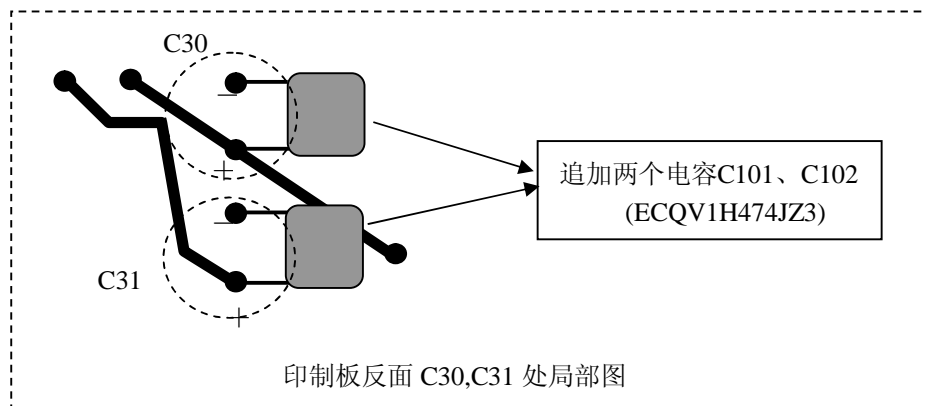 C30
—
+
追加两个电容C101、C102
(ECQV1H474JZ3)
—
C31
+
印制板反面 C30,C31 处局部图